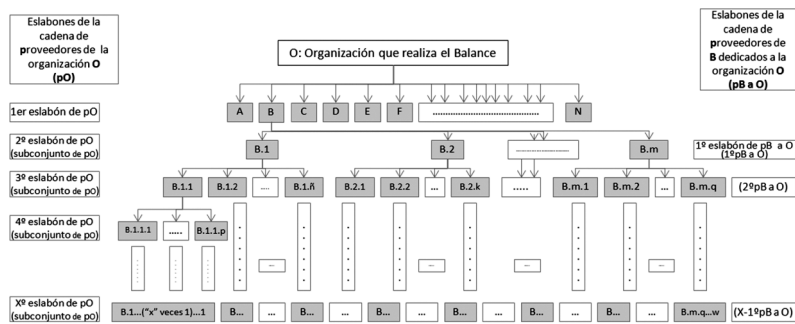 Eslabones de la
cadena de
proveedores de la
organización O
(pO)
Eslabones de la
cadena de
proveedores de
B dedicados a la
organización O
(pB a O)
O: Organización que realiza el Balance
1er eslabón de pO
A B C D E F ........................................ N
2º eslabón de pO
(subconjunto de pO)
B.1 B.2 ........................ B.m
1º eslabón de pB a O
(1ºpB a O)
3º eslabón de pO
(subconjunto de pO)
B.1.1 B.1.2 ..... B.1.ñ B.2.1 B.2.2 ... B.2.k ..... B.m.1 B.m.2 ... B.m.q (2ºpB a O)
4º eslabón de pO
(subconjunto de pO)
B.1.1.1 ..... B.1.1.p
... ... ... ...
Xº eslabón de pO
(subconjunto de pO)
B.1...("x" veces 1)...1 B... ... B... ... B... ... B... ... B... ... B... ... B... ... B.m.q...w (X-1ºpB a O)